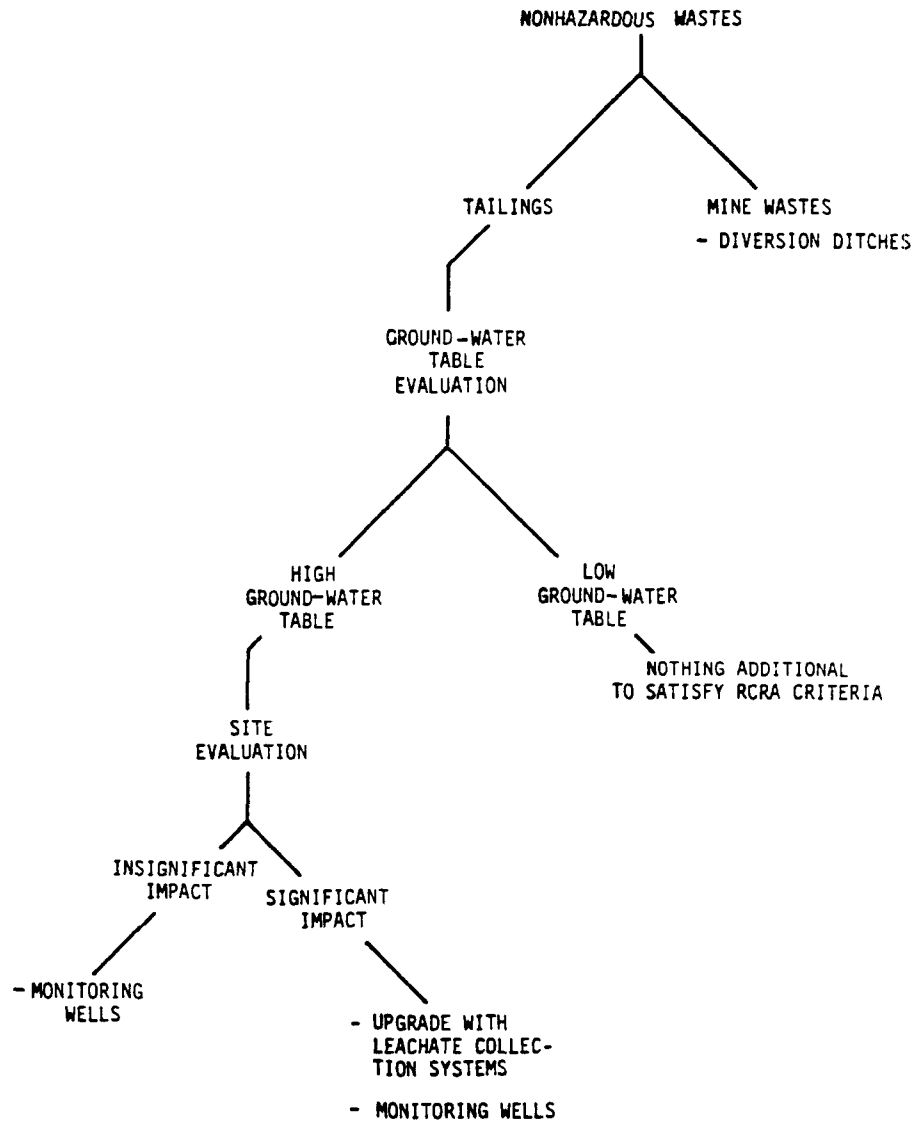 NONHAZARDOUS WASTES
TAILINGS
MINE WASTES
- DIVERSION DITCHES
GROUND-WATER
TABLE
EVALUATION
HIGH
GROUND-WATER
TABLE
LOW
GROUND-WATER
TABLE
NOTHING ADDITIONAL
TO SATISFY RCRA CRITERIA
SITE
EVALUATION
INSIGNIFICANT
IMPACT
SIGNIFICANT
IMPACT
- MONITORING
WELLS
- UPGRADE WITH
LEACHATE COLLEC-
TION SYSTEMS
- MONITORING WELLS